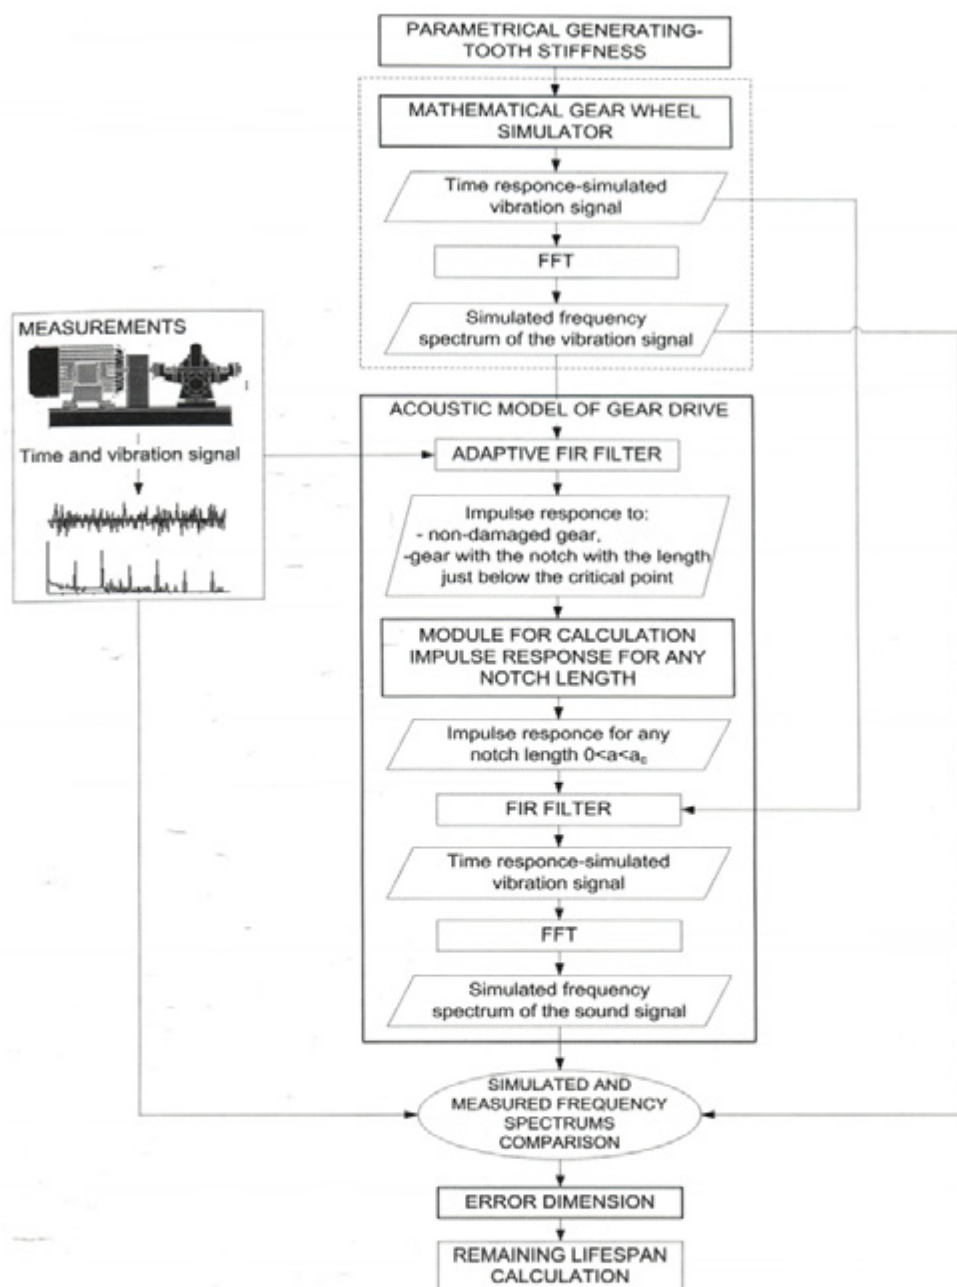 PARAMETRICAL GENERATING-
TOOTH STIFFNESS
MATHEMATICAL GEAR WHEEL
SIMULATOR
Time responce-simulated
vibration signal
FFT
Simulated frequency
spectrum of the vibration signal
MEASUREMENTS
Time and vibration signal
ACOUSTIC MODEL OF GEAR DRIVE
ADAPTIVE FIR FILTER
Impulse responce to:
- non-damaged gear,
-gear with the notch with the length
just below the critical point
MODULE FOR CALCULATION
IMPULSE RESPONSE FOR ANY
NOTCH LENGTH
Impulse responce for any
notch length 0<a<a꜀
FIR FILTER
Time responce-simulated
vibration signal
FFT
Simulated frequency
spectrum of the sound signal
SIMULATED AND
MEASURED FREQUENCY
SPECTRUMS
COMPARISON
ERROR DIMENSION
REMAINING LIFESPAN
CALCULATION